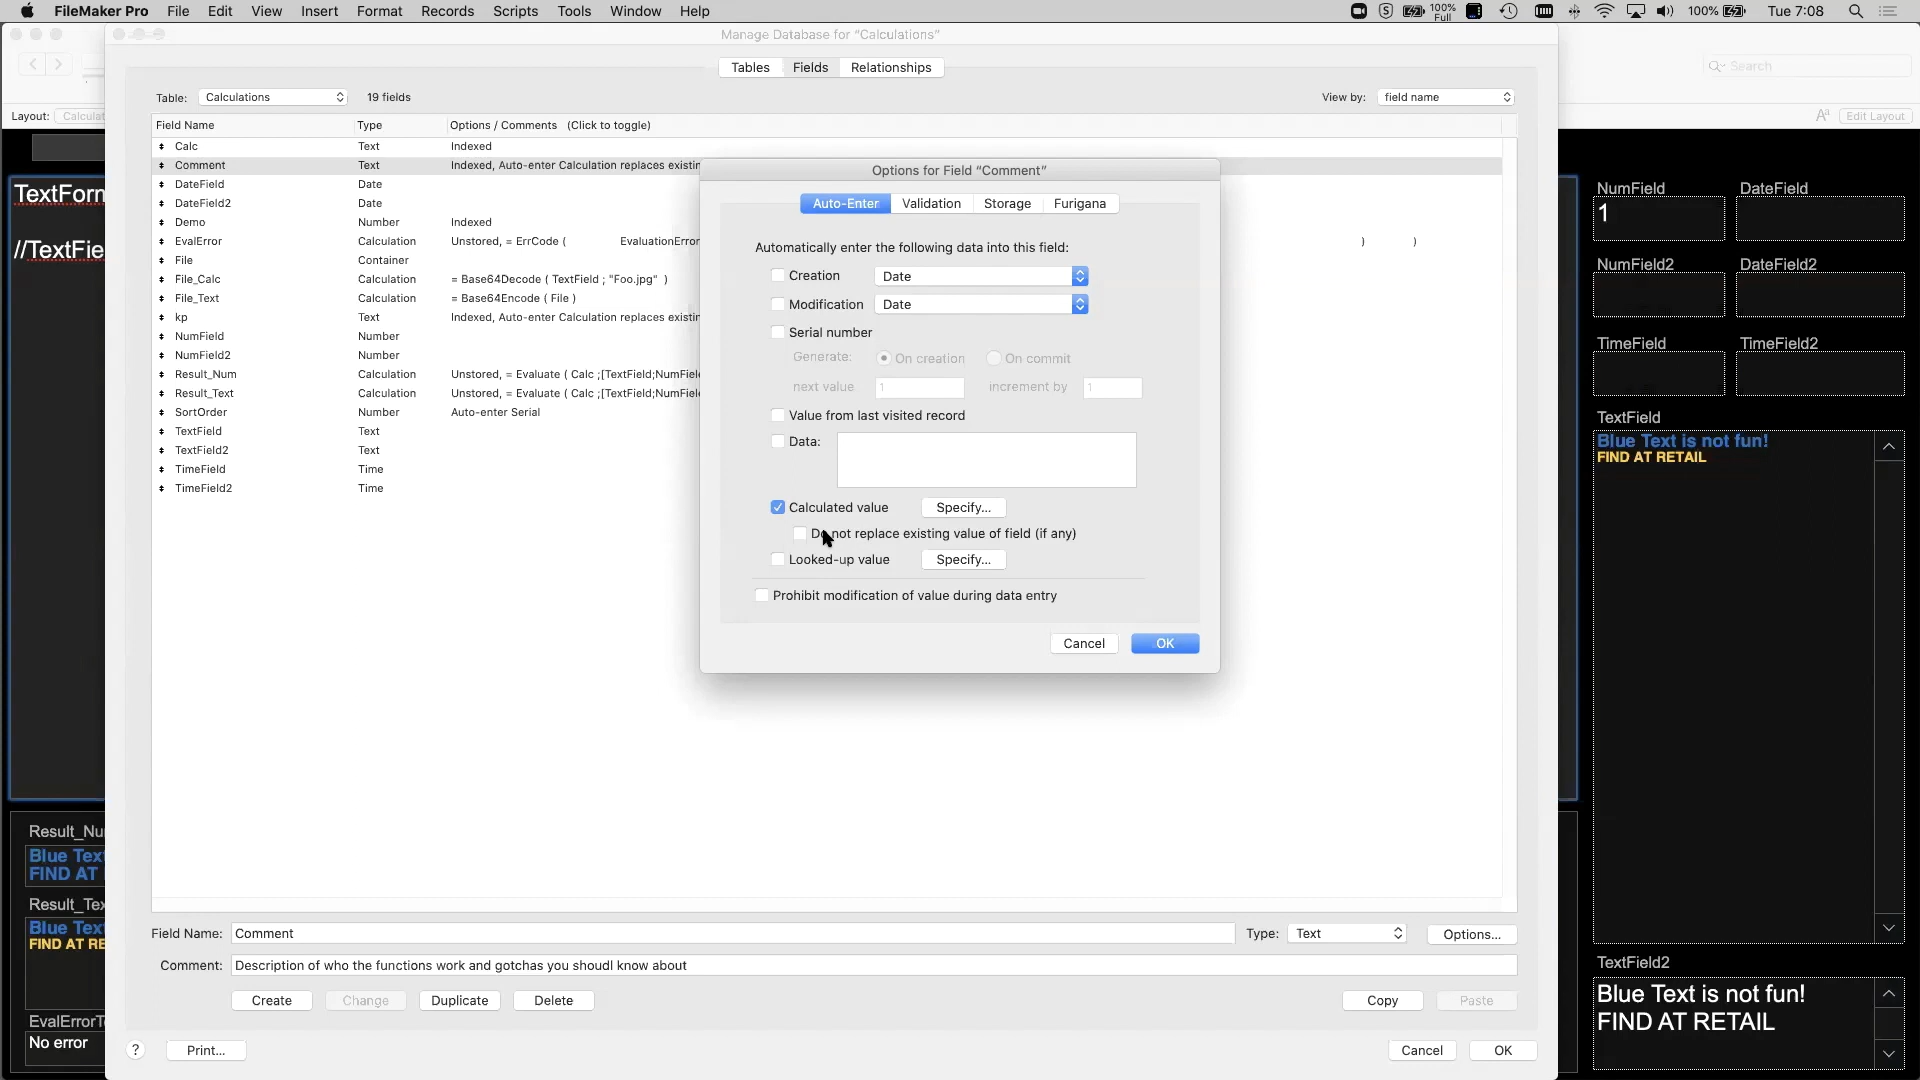 FileMaker Pro File Edit View Insert Format Records Scripts Tools Window Help 100% Full 100% Tue 7:08
Manage Database for “Calculations”
Tables Fields Relationships
Search
Table: Calculations 19 fields View by: field name
Layout: Calculat Edit Layout
Field Name Type Options / Comments (Click to toggle)
Calc Text Indexed
Comment Text Indexed, Auto-enter Calculation replaces existin
DateField Date
DateField2 Date
Demo Number Indexed
EvalError Calculation Unstored, = ErrCode ( EvaluationError ) )
File Container
File_Calc Calculation = Base64Decode ( TextField ; "Foo.jpg" )
File_Text Calculation = Base64Encode ( File )
kp Text Indexed, Auto-enter Calculation replaces existin
NumField Number
NumField2 Number
Result_Num Calculation Unstored, = Evaluate ( Calc ;[TextField;NumFiel
Result_Text Calculation Unstored, = Evaluate ( Calc ;[TextField;NumFiel
SortOrder Number Auto-enter Serial
TextField Text
TextField2 Text
TimeField Time
TimeField2 Time
Options for Field “Comment”
Auto-Enter Validation Storage Furigana
Automatically enter the following data into this field:
Creation Date
Modification Date
Serial number
Generate: On creation On commit
next value 1 increment by 1
Value from last visited record
Data:
Calculated value Specify...
Do not replace existing value of field (if any)
Looked-up value Specify...
Prohibit modification of value during data entry
Cancel OK
TextForm
//TextFie
NumField DateField
1
NumField2 DateField2
TimeField TimeField2
TextField
Blue Text is not fun!
FIND AT RETAIL
Result_Nu
Blue Text
FIND AT
Result_Tex
Blue Text
FIND AT RE
EvalErrorT
No error
Field Name: Comment Type: Text Options...
Comment: Description of who the functions work and gotchas you shoudl know about
Create Change Duplicate Delete Copy Paste
? Print... Cancel OK
TextField2
Blue Text is not fun!
FIND AT RETAIL